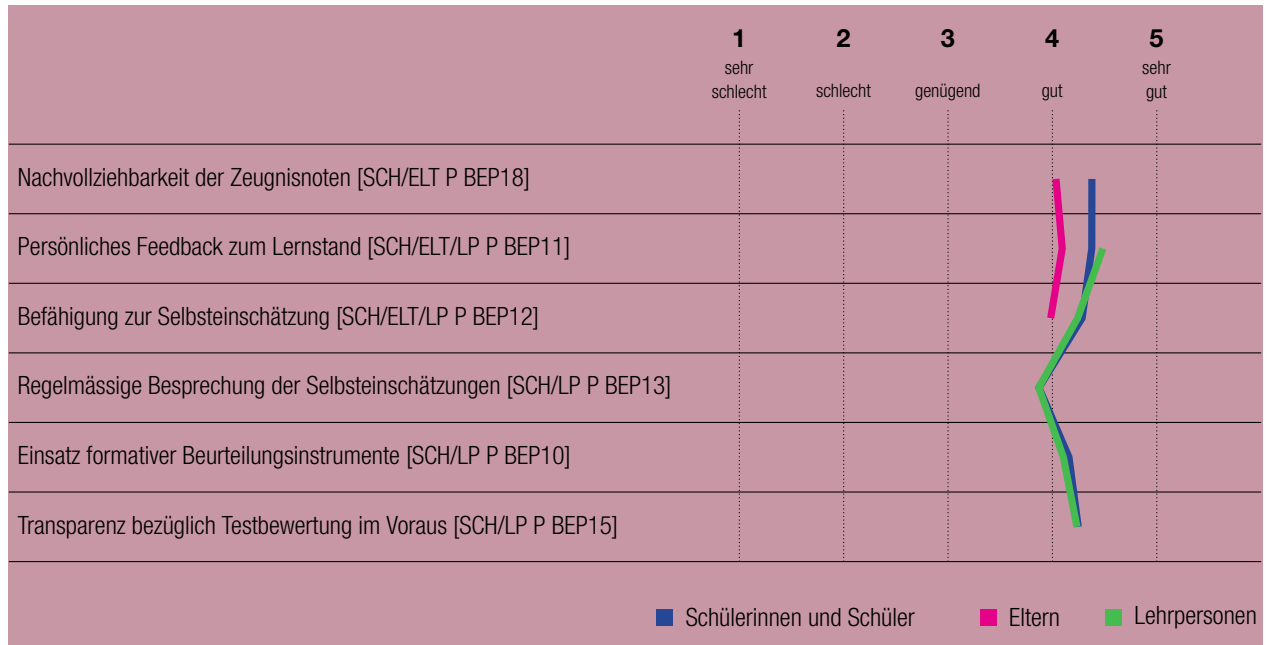 1 2 3 4 5
sehr schlecht schlecht genügend gut sehr gut
Nachvollziehbarkeit der Zeugnisnoten [SCH/ELT P BEP18]
Persönliches Feedback zum Lernstand [SCH/ELT/LP P BEP11]
Befähigung zur Selbsteinschätzung [SCH/ELT/LP P BEP12]
Regelmässige Besprechung der Selbsteinschätzungen [SCH/LP P BEP13]
Einsatz formativer Beurteilungsinstrumente [SCH/LP P BEP10]
Transparenz bezüglich Testbewertung im Voraus [SCH/LP P BEP15]
Schülerinnen und Schüler Eltern Lehrpersonen